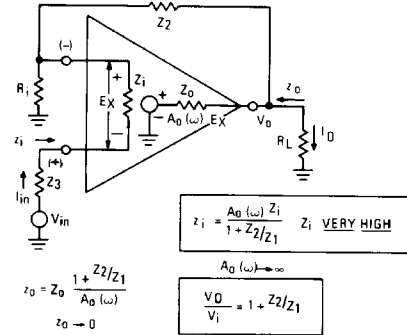 Z2
(−)
+
Ri
EX
Zi
Z0
+
−
A0(ω) EX
V0
z0
I0
RL
−
zi
(+)
Z3
Iin
Vin
zi = A0(ω) Zi / 1 + Z2/Z1 Zi VERY HIGH
A0(ω) → ∞
z0 = Z0 1 + Z2/Z1 / A0(ω)
z0 → 0
V0 / Vi = 1 + Z2/Z1